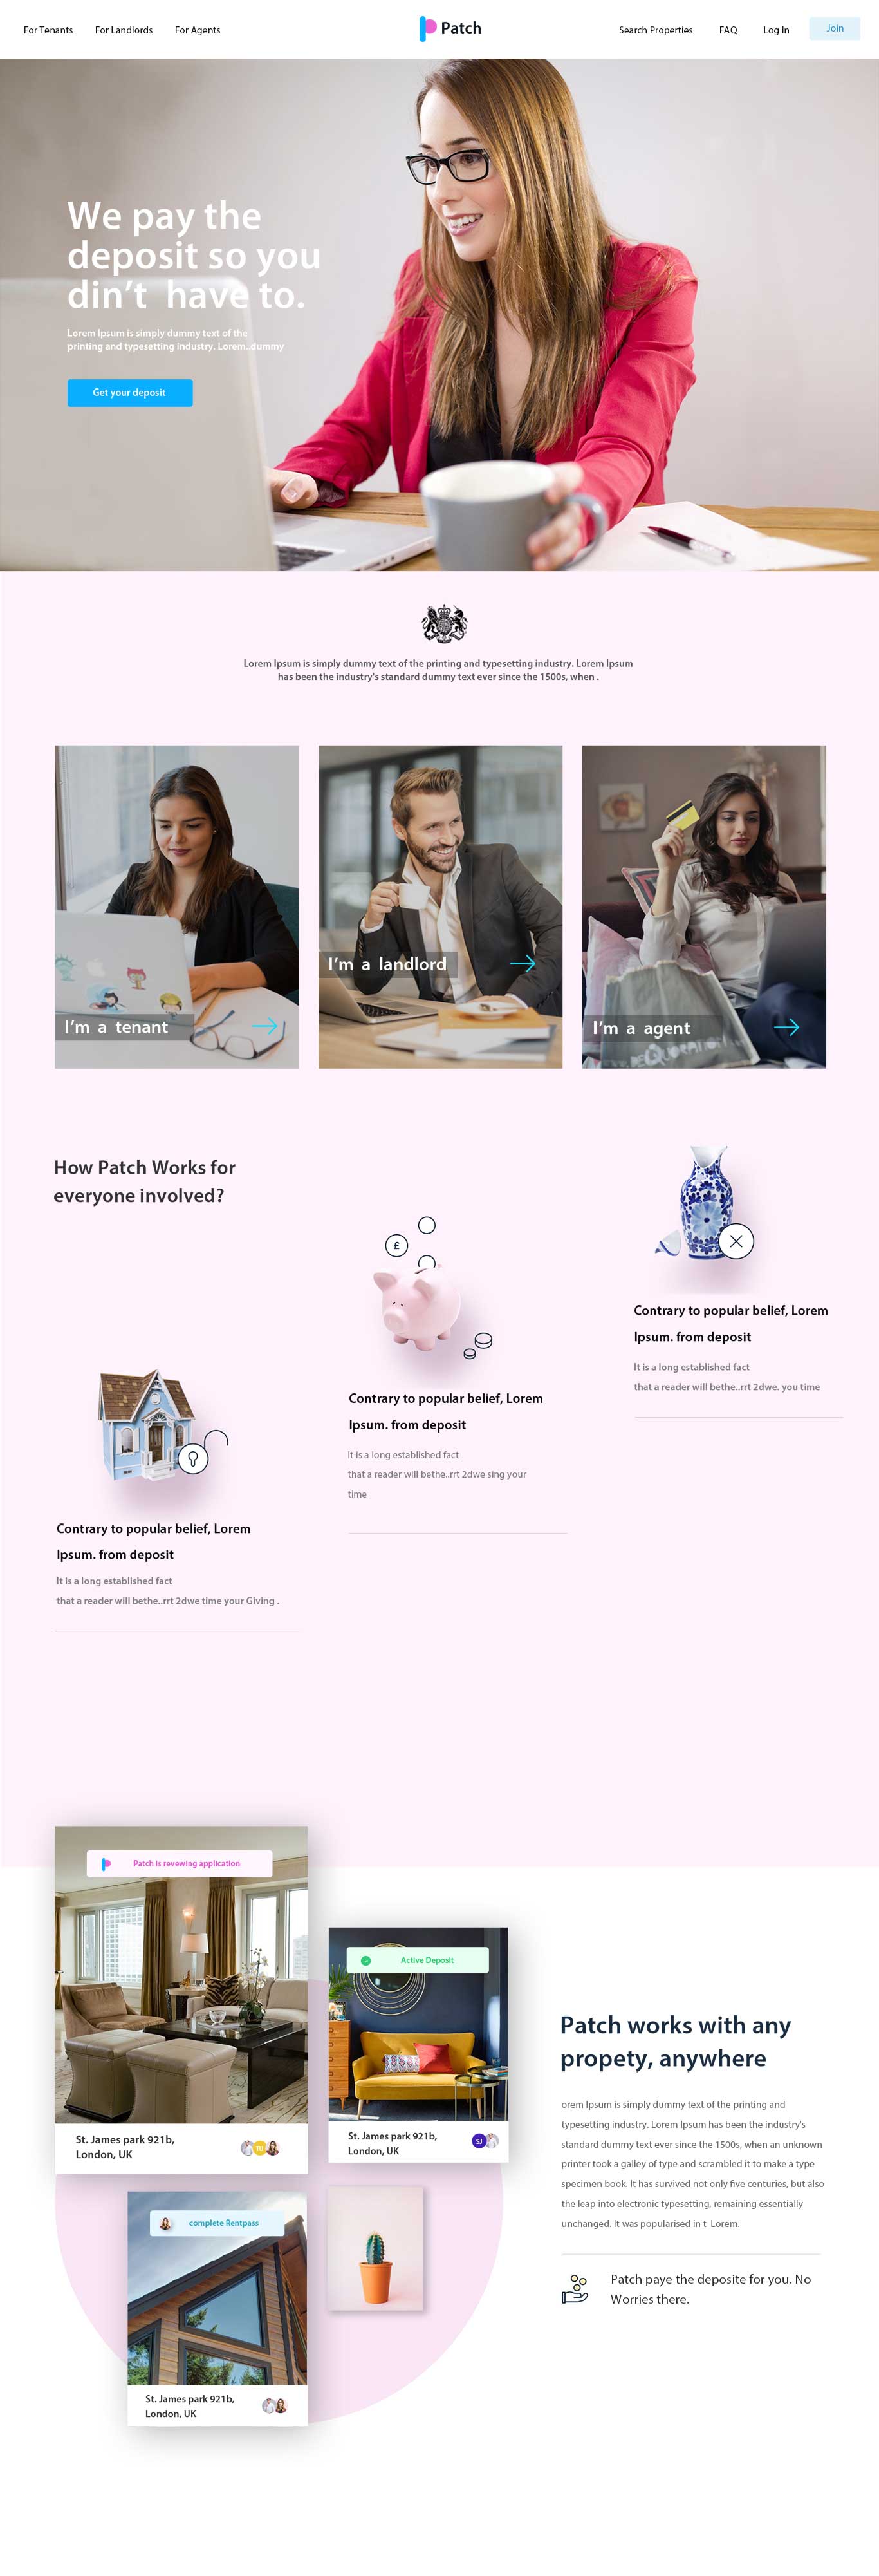 For Tenants For Landlords For Agents Patch Search Properties FAQ Log In Join
We pay the
deposit so you
din't have to.
Lorem Ipsum is simply dummy text of the
printing and typesetting industry. Lorem..dummy
Get your deposit
Lorem Ipsum is simply dummy text of the printing and typesetting industry. Lorem Ipsum
has been the industry's standard dummy text ever since the 1500s, when .
I'm a tenant
I'm a landlord
I'm a agent
How Patch Works for
everyone involved?
£
Contrary to popular belief, Lorem
Ipsum. from deposit
It is a long established fact
that a reader will bethe..rrt 2dwe time your Giving .
Contrary to popular belief, Lorem
Ipsum. from deposit
It is a long established fact
that a reader will bethe..rrt 2dwe sing your
time
Contrary to popular belief, Lorem
Ipsum. from deposit
It is a long established fact
that a reader will bethe..rrt 2dwe. you time
Patch is revewing application
St. James park 921b,
London, UK
TU
Active Deposit
St. James park 921b,
London, UK
SJ
complete Rentpass
St. James park 921b,
London, UK
Patch works with any
propety, anywhere
orem Ipsum is simply dummy text of the printing and
typesetting industry. Lorem Ipsum has been the industry's
standard dummy text ever since the 1500s, when an unknown
printer took a galley of type and scrambled it to make a type
specimen book. It has survived not only five centuries, but also
the leap into electronic typesetting, remaining essentially
unchanged. It was popularised in t Lorem.
Patch paye the deposite for you. No
Worries there.